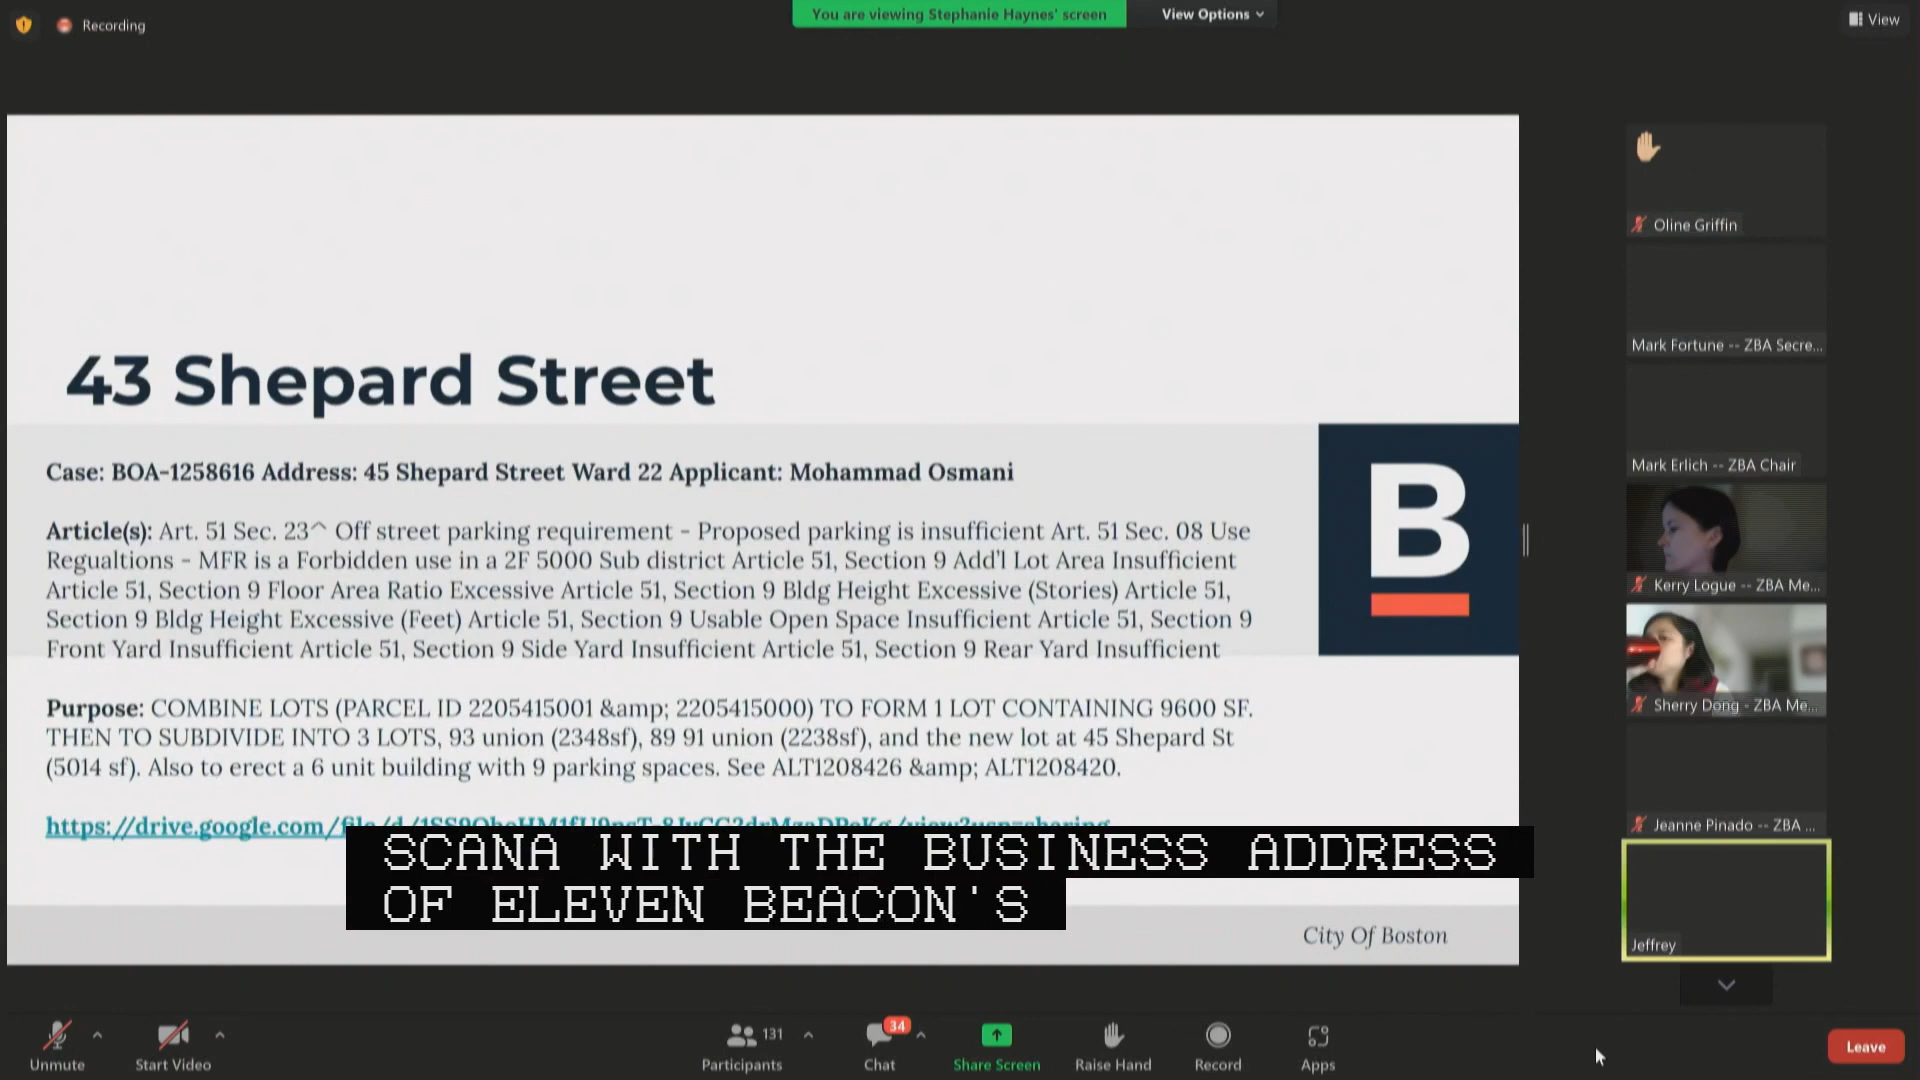 Recording
You are viewing Stephanie Haynes' screen
View Options
View
43 Shepard Street
Case: BOA-1258616 Address: 45 Shepard Street Ward 22 Applicant: Mohammad Osmani
Article(s): Art. 51 Sec. 23^ Off street parking requirement - Proposed parking is insufficient Art. 51 Sec. 08 Use
Regualtions - MFR is a Forbidden use in a 2F 5000 Sub district Article 51, Section 9 Add'l Lot Area Insufficient
Article 51, Section 9 Floor Area Ratio Excessive Article 51, Section 9 Bldg Height Excessive (Stories) Article 51,
Section 9 Bldg Height Excessive (Feet) Article 51, Section 9 Usable Open Space Insufficient Article 51, Section 9
Front Yard Insufficient Article 51, Section 9 Side Yard Insufficient Article 51, Section 9 Rear Yard Insufficient
Purpose: COMBINE LOTS (PARCEL ID 2205415001 &amp; 2205415000) TO FORM 1 LOT CONTAINING 9600 SF.
THEN TO SUBDIVIDE INTO 3 LOTS, 93 union (2348sf), 89 91 union (2238sf), and the new lot at 45 Shepard St
(5014 sf). Also to erect a 6 unit building with 9 parking spaces. See ALT1208426 &amp; ALT1208420.
https://drive.google.com/
B
SCANA WITH THE BUSINESS ADDRESS
OF ELEVEN BEACON'S
City Of Boston
Oline Griffin
Mark Fortune -- ZBA Secre...
Mark Erlich -- ZBA Chair
Kerry Logue -- ZBA Me...
Sherry Dong - ZBA Me...
Jeanne Pinado -- ZBA ...
Jeffrey
Unmute
Start Video
131
Participants
34
Chat
Share Screen
Raise Hand
Record
Apps
Leave